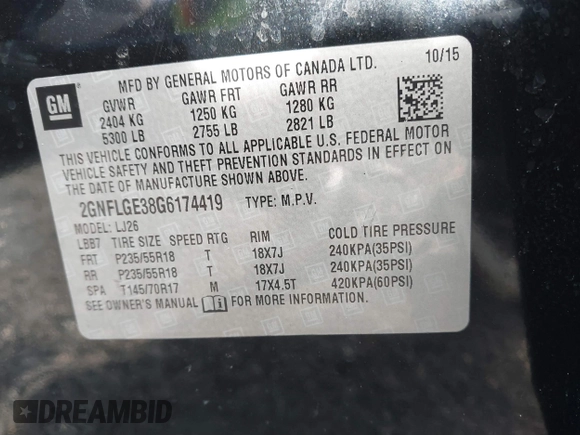 GM
MFD BY GENERAL MOTORS OF CANADA LTD.
10/15
GVWR GAWR FRT GAWR RR
2404 KG 1250 KG 1280 KG
5300 LB 2755 LB 2821 LB
THIS VEHICLE CONFORMS TO ALL APPLICABLE U.S. FEDERAL MOTOR
VEHICLE SAFETY AND THEFT PREVENTION STANDARDS IN EFFECT ON
THE DATE OF MANUFACTURE SHOWN ABOVE.
2GNFLGE38G6174419 TYPE: M.P.V.
MODEL: LJ26
LBB7 TIRE SIZE SPEED RTG RIM COLD TIRE PRESSURE
FRT P235/55R18 T 18X7J 240KPA(35PSI)
RR P235/55R18 T 18X7J 240KPA(35PSI)
SPA T145/70R17 M 17X4.5T 420KPA(60PSI)
SEE OWNER'S MANUAL
DREAMBID